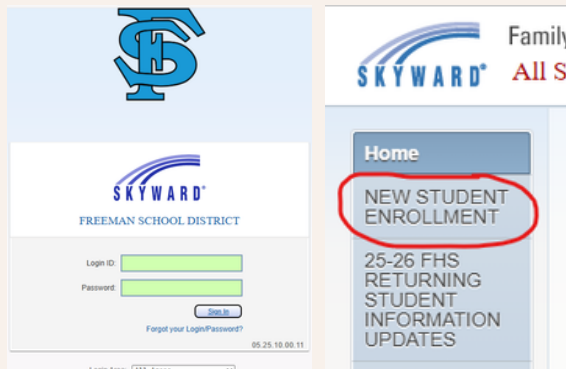 FHS
SKYWARD®
FREEMAN SCHOOL DISTRICT
Login ID:
Password:
Sign In
Forgot your Login/Password?
05.25.10.00.11
Login Area:
SKYWARD®
Family
All S
Home
NEW STUDENT
ENROLLMENT
25-26 FHS
RETURNING
STUDENT
INFORMATION
UPDATES